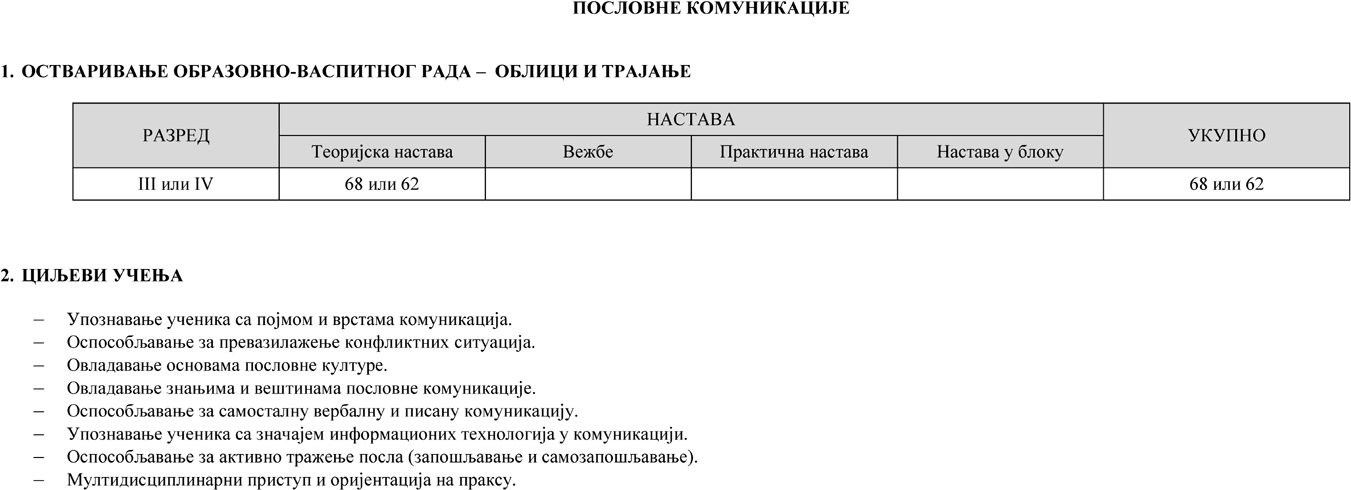 ПОСЛОВНЕ КОМУНИКАЦИЈЕ
1. ОСТВАРИВАЊЕ ОБРАЗОВНО-ВАСПИТНОГ РАДА – ОБЛИЦИ И ТРАЈАЊЕ
РАЗРЕД НАСТАВА УКУПНО
Теоријска настава Вежбе Практична настава Настава у блоку
III или IV 68 или 62 68 или 62
2. ЦИЉЕВИ УЧЕЊА
– Упознавање ученика са појмом и врстама комуникација.
– Оспособљавање за превазилажење конфликтних ситуација.
– Овладавање основама пословне културе.
– Овладавање знањима и вештинама пословне комуникације.
– Оспособљавање за самосталну вербалну и писану комуникацију.
– Упознавање ученика са значајем информационих технологија у комуникацији.
– Оспособљавање за активно тражење посла (запошљавање и самозапошљавање).
– Мултидисциплинарни приступ и оријентација на праксу.